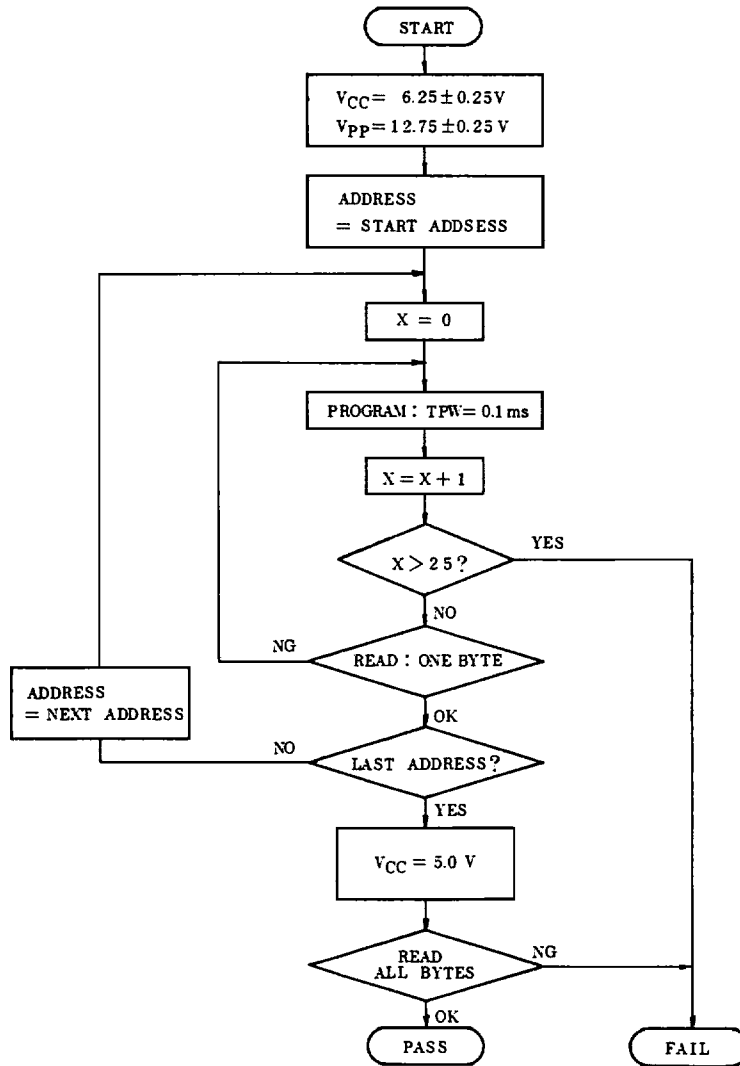 START
VCC= 6.25±0.25V
VPP=12.75±0.25V
ADDRESS
= START ADDSESS
X = 0
PROGRAM: TPW= 0.1 ms
X = X + 1
X > 25?
YES
NO
READ: ONE BYTE
NG
OK
ADDRESS
= NEXT ADDRESS
LAST ADDRESS?
NO
YES
VCC = 5.0 V
READ
ALL BYTES
NG
OK
PASS
FAIL